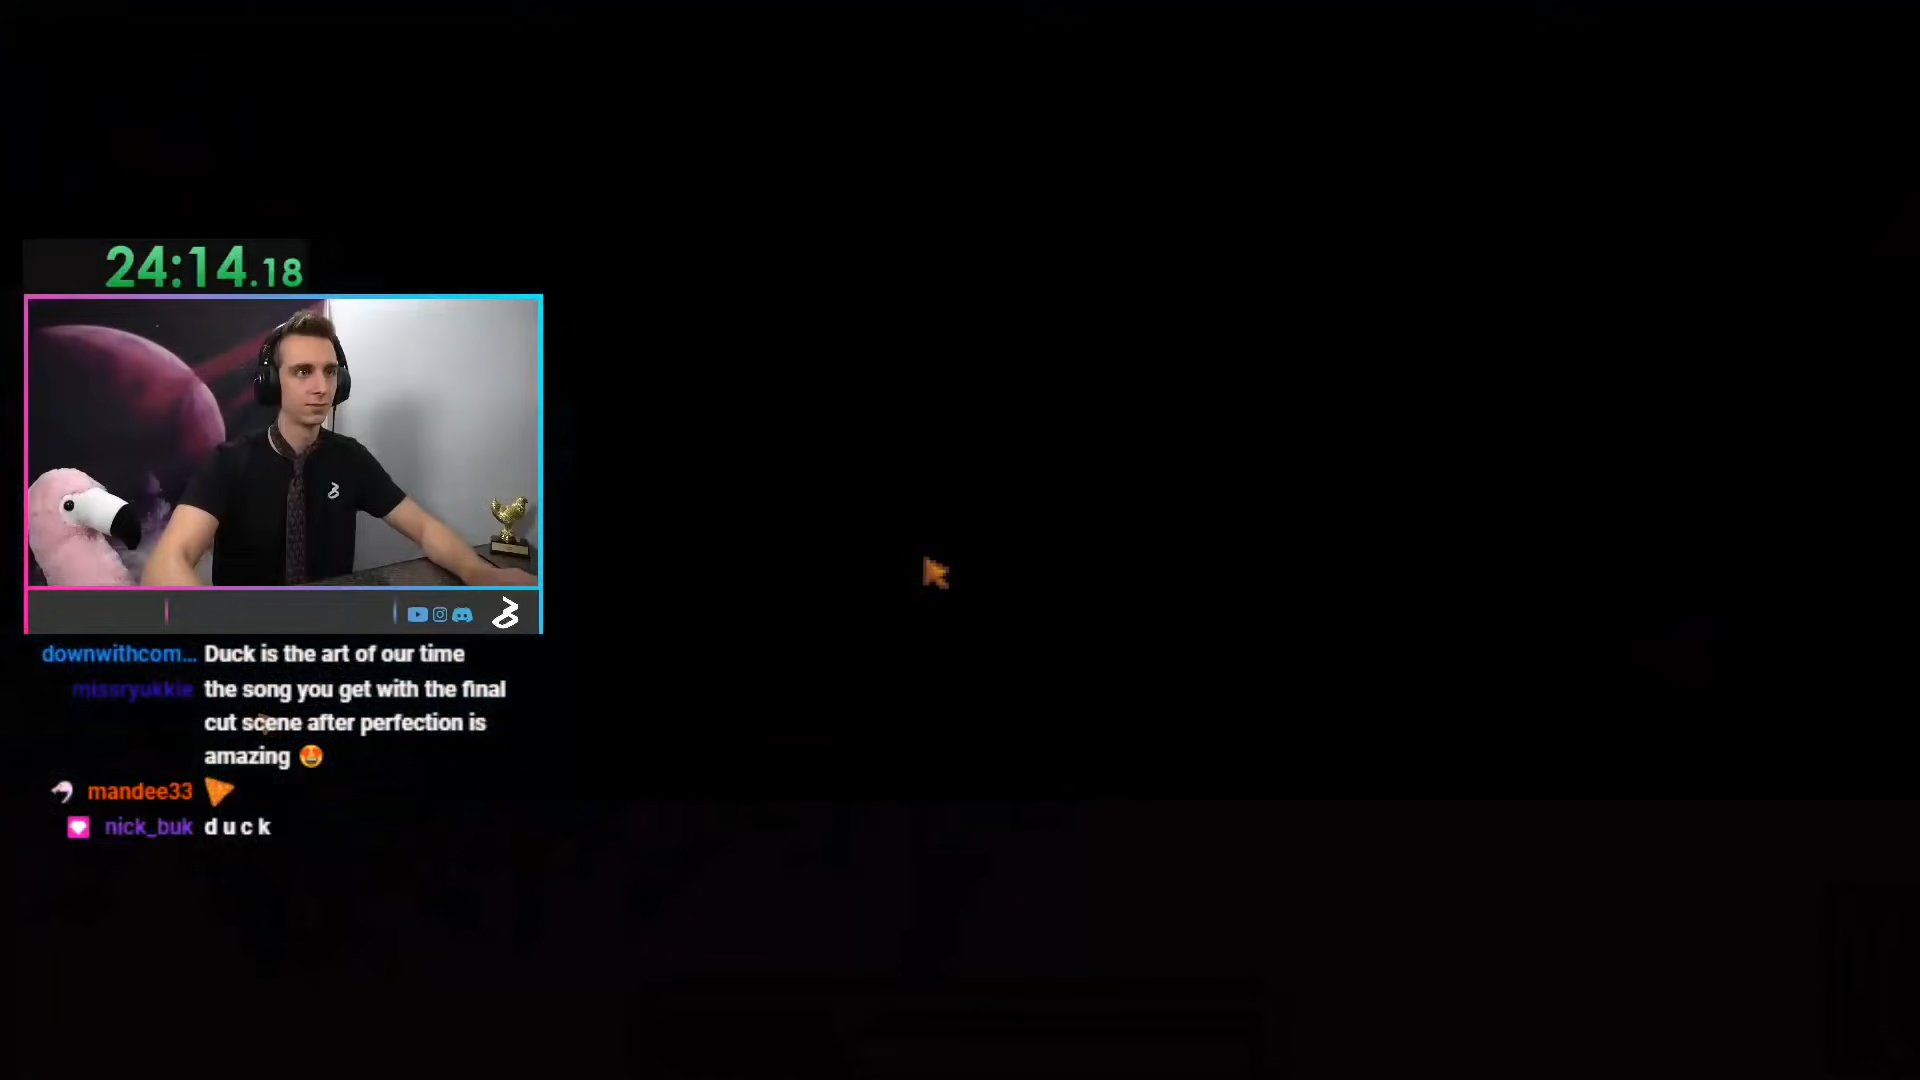 24:14.18
downwithcom... Duck is the art of our time
missryukkie the song you get with the final
cut scene after perfection is
amazing
mandee33
nick_buk d u c k